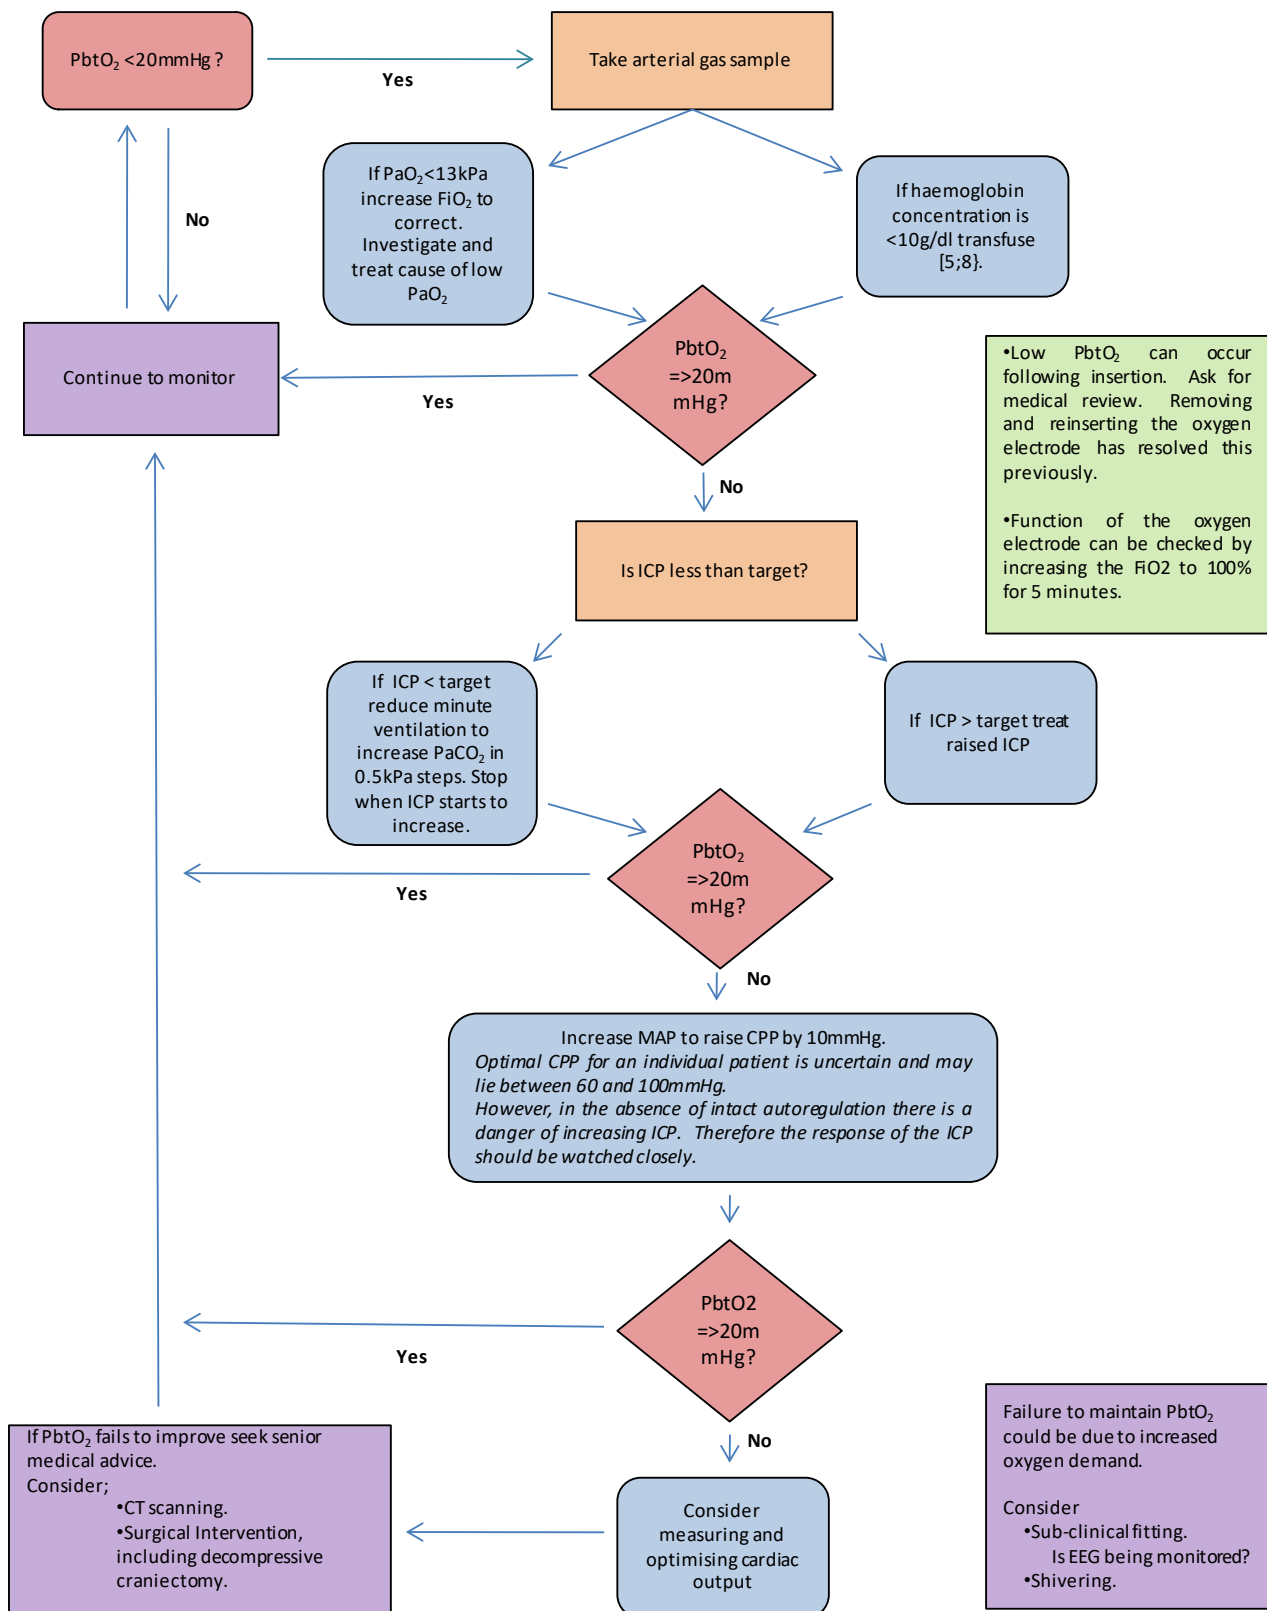 PbtO₂ <20mmHg?
Yes
Take arterial gas sample
No
If PaO₂<13kPa
increase FiO₂ to
correct.
Investigate and
treat cause of low
PaO₂
If haemoglobin
concentration is
<10g/dl transfuse
[5;8}.
Continue to monitor
Yes
PbtO₂
=>20m
mHg?
No
•Low PbtO₂ can occur
following insertion. Ask for
medical review. Removing
and reinserting the oxygen
electrode has resolved this
previously.
•Function of the oxygen
electrode can be checked by
increasing the FiO2 to 100%
for 5 minutes.
Is ICP less than target?
If ICP < target
reduce minute
ventilation to
increase PaCO₂ in
0.5kPa steps. Stop
when ICP starts to
increase.
If ICP > target treat
raised ICP
PbtO₂
=>20m
mHg?
Yes
No
Increase MAP to raise CPP by 10mmHg.
Optimal CPP for an individual patient is uncertain and may
lie between 60 and 100mmHg.
However, in the absence of intact autoregulation there is a
danger of increasing ICP. Therefore the response of the ICP
should be watched closely.
PbtO2
=>20m
mHg?
Yes
No
If PbtO₂ fails to improve seek senior
medical advice.
Consider;
•CT scanning.
•Surgical Intervention,
including decompressive
craniectomy.
Consider
measuring and
optimising cardiac
output
Failure to maintain PbtO₂
could be due to increased
oxygen demand.
Consider
•Sub-clinical fitting.
Is EEG being monitored?
•Shivering.